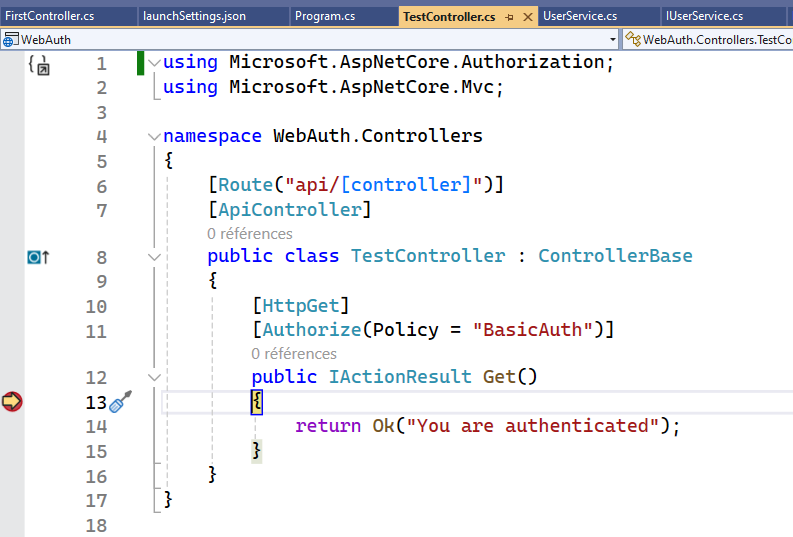 FirstController.cs launchSettings.json Program.cs TestController.cs UserService.cs IUserService.cs
WebAuth WebAuth.Controllers.TestCo
1 using Microsoft.AspNetCore.Authorization;
2 using Microsoft.AspNetCore.Mvc;
3
4 namespace WebAuth.Controllers
5 {
6 [Route("api/[controller]")]
7 [ApiController]
0 références
8 public class TestController : ControllerBase
9 {
10 [HttpGet]
11 [Authorize(Policy = "BasicAuth")]
0 références
12 public IActionResult Get()
13 {
14 return Ok("You are authenticated");
15 }
16 }
17 }
18